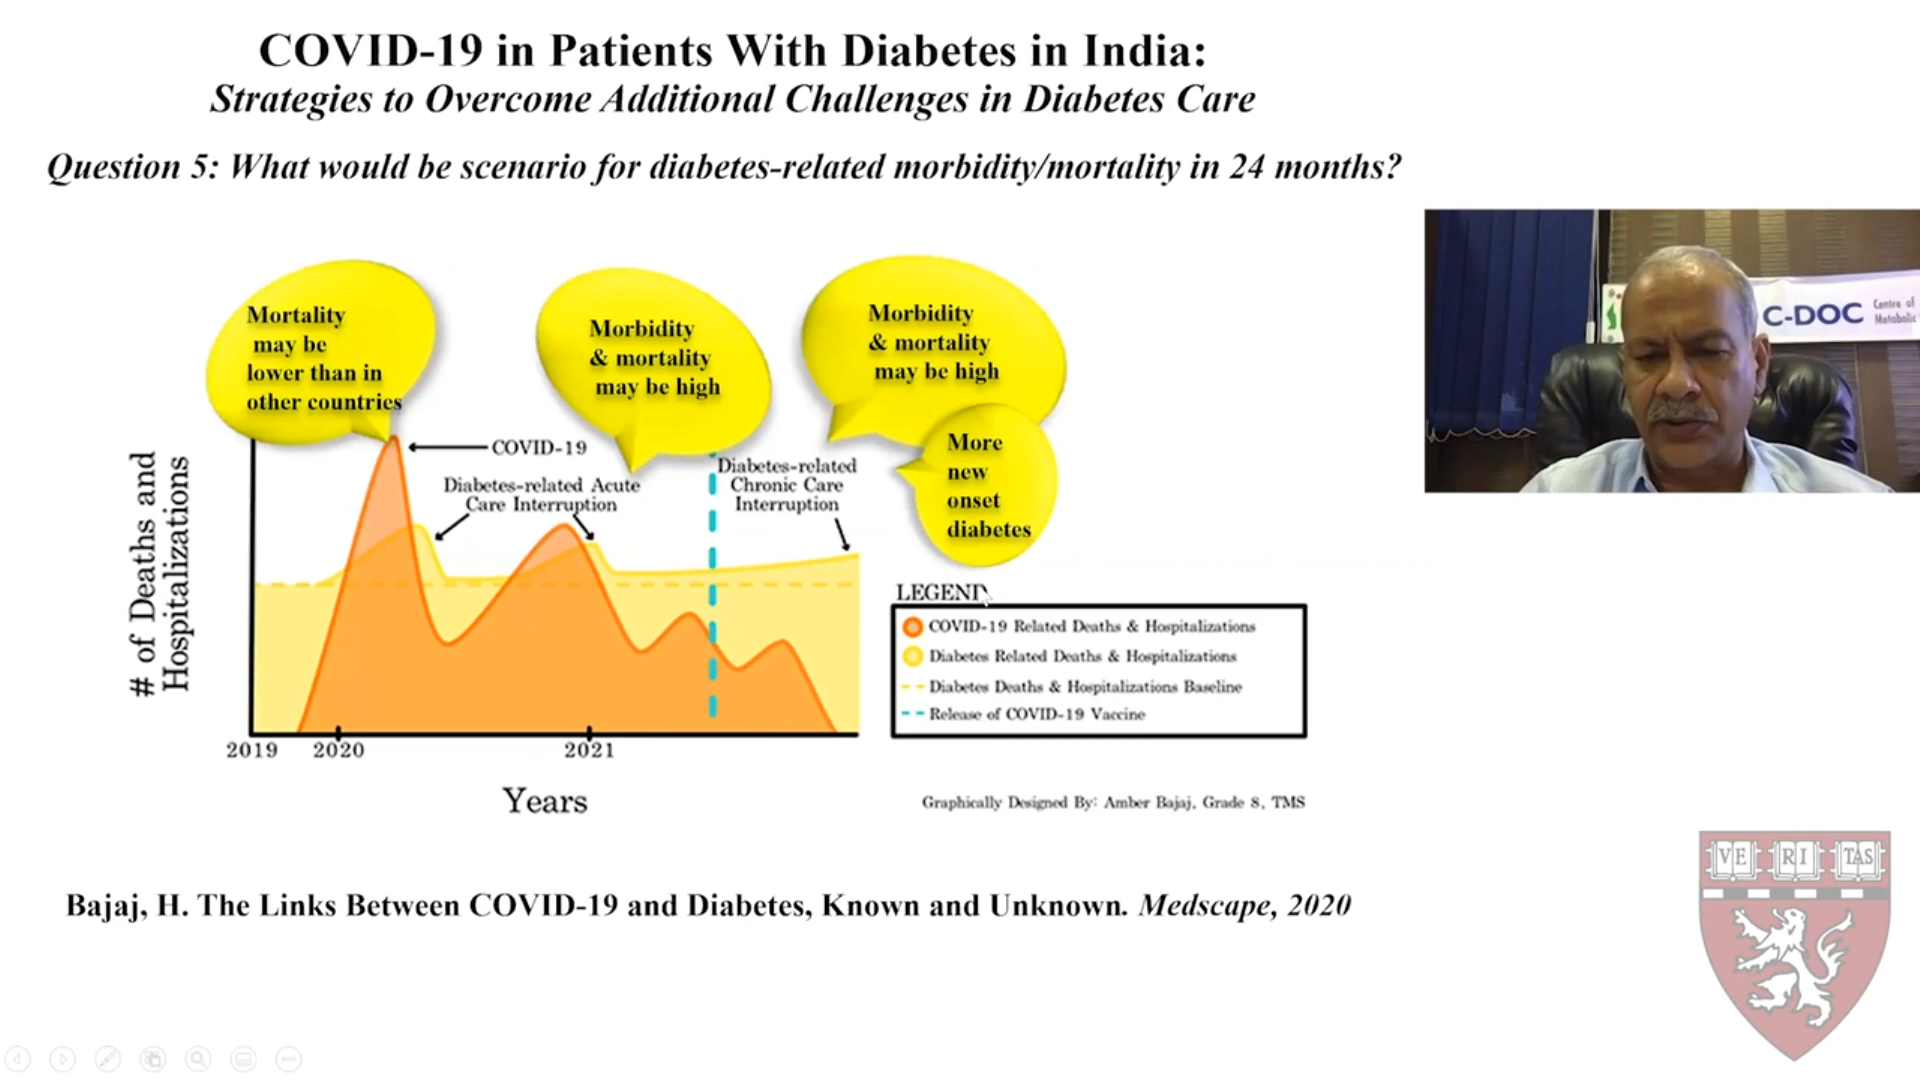 COVID-19 in Patients With Diabetes in India:
Strategies to Overcome Additional Challenges in Diabetes Care
Question 5: What would be scenario for diabetes-related morbidity/mortality in 24 months?
Mortality
may be
lower than in
other countries
Morbidity
& mortality
may be high
Morbidity
& mortality
may be high
More
new
onset
diabetes
COVID-19
Diabetes-related Acute
Care Interruption
Diabetes-related
Chronic Care
Interruption
# of Deaths and
Hospitalizations
2019 2020 2021
Years
LEGEND
COVID-19 Related Deaths & Hospitalizations
Diabetes Related Deaths & Hospitalizations
Diabetes Deaths & Hospitalizations Baseline
Release of COVID-19 Vaccine
Graphically Designed By: Amber Bajaj, Grade 8, TMS
Bajaj, H. The Links Between COVID-19 and Diabetes, Known and Unknown. Medscape, 2020
C-DOC
Centre of
Metabolic
VE RI TAS